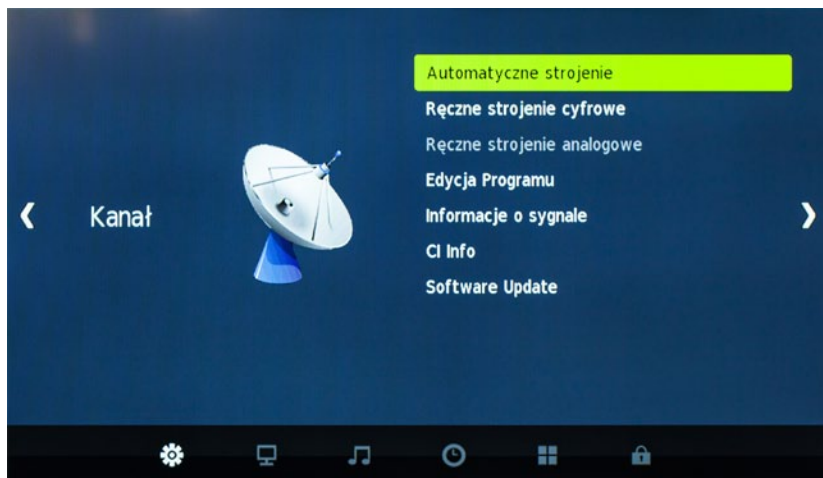 Automatyczne strojenie
Ręczne strojenie cyfrowe
Ręczne strojenie analogowe
Edycja Programu
Informacje o sygnale
CI Info
Software Update
Kanał